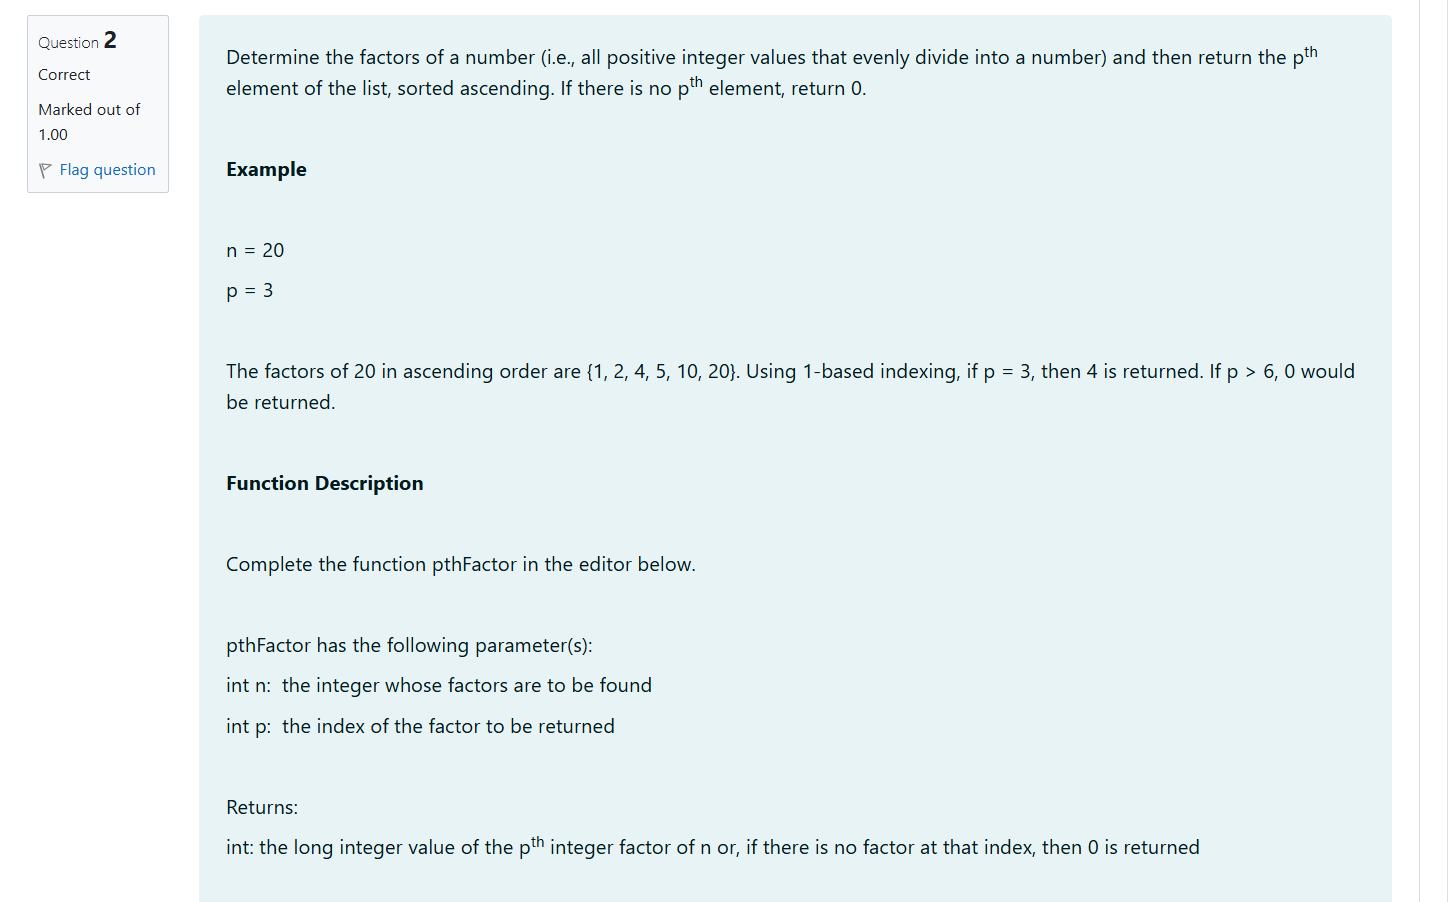 Question 2
Correct
Marked out of
1.00
Flag question
Determine the factors of a number (i.e., all positive integer values that evenly divide into a number) and then return the pth
element of the list, sorted ascending. If there is no pth element, return 0.
Example
n = 20
p = 3
The factors of 20 in ascending order are {1, 2, 4, 5, 10, 20}. Using 1-based indexing, if p = 3, then 4 is returned. If p > 6, 0 would
be returned.
Function Description
Complete the function pthFactor in the editor below.
pthFactor has the following parameter(s):
int n:  the integer whose factors are to be found
int p:  the index of the factor to be returned
Returns:
int: the long integer value of the pth integer factor of n or, if there is no factor at that index, then 0 is returned